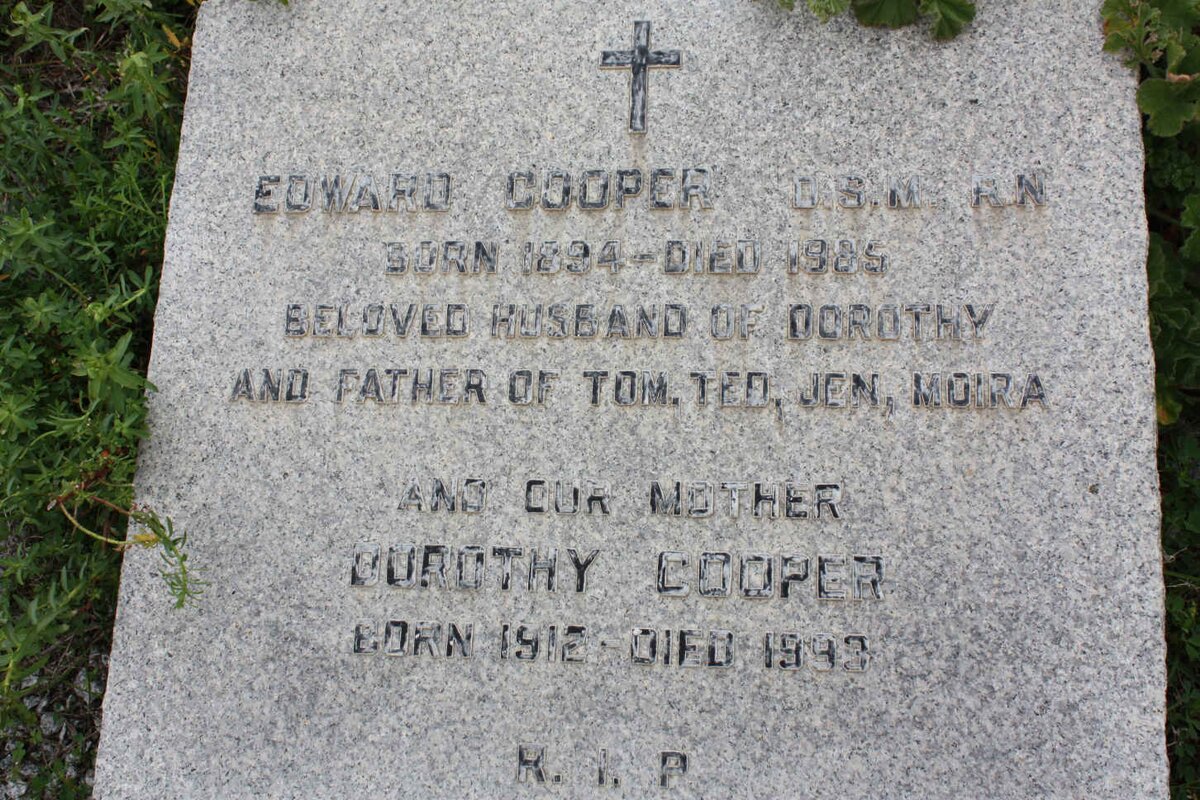 EDWARD COOPER D.S.M. R.N
BORN 1894-DIED 1985
BELOVED HUSBAND OF DOROTHY
AND FATHER OF TOM, TED, JEN, MOIRA
AND OUR MOTHER
DOROTHY COOPER
BORN 1912-DIED 1993
R. I. P